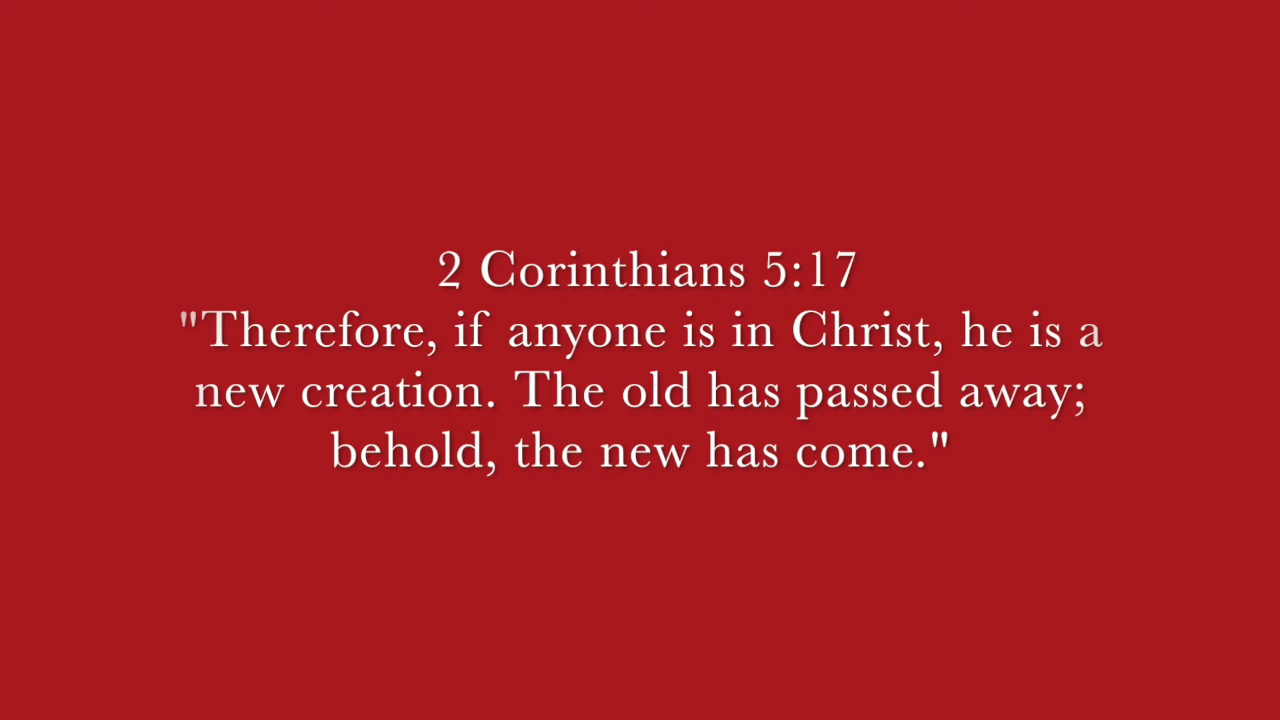 2 Corinthians 5:17
"Therefore, if anyone is in Christ, he is a
new creation. The old has passed away;
behold, the new has come."